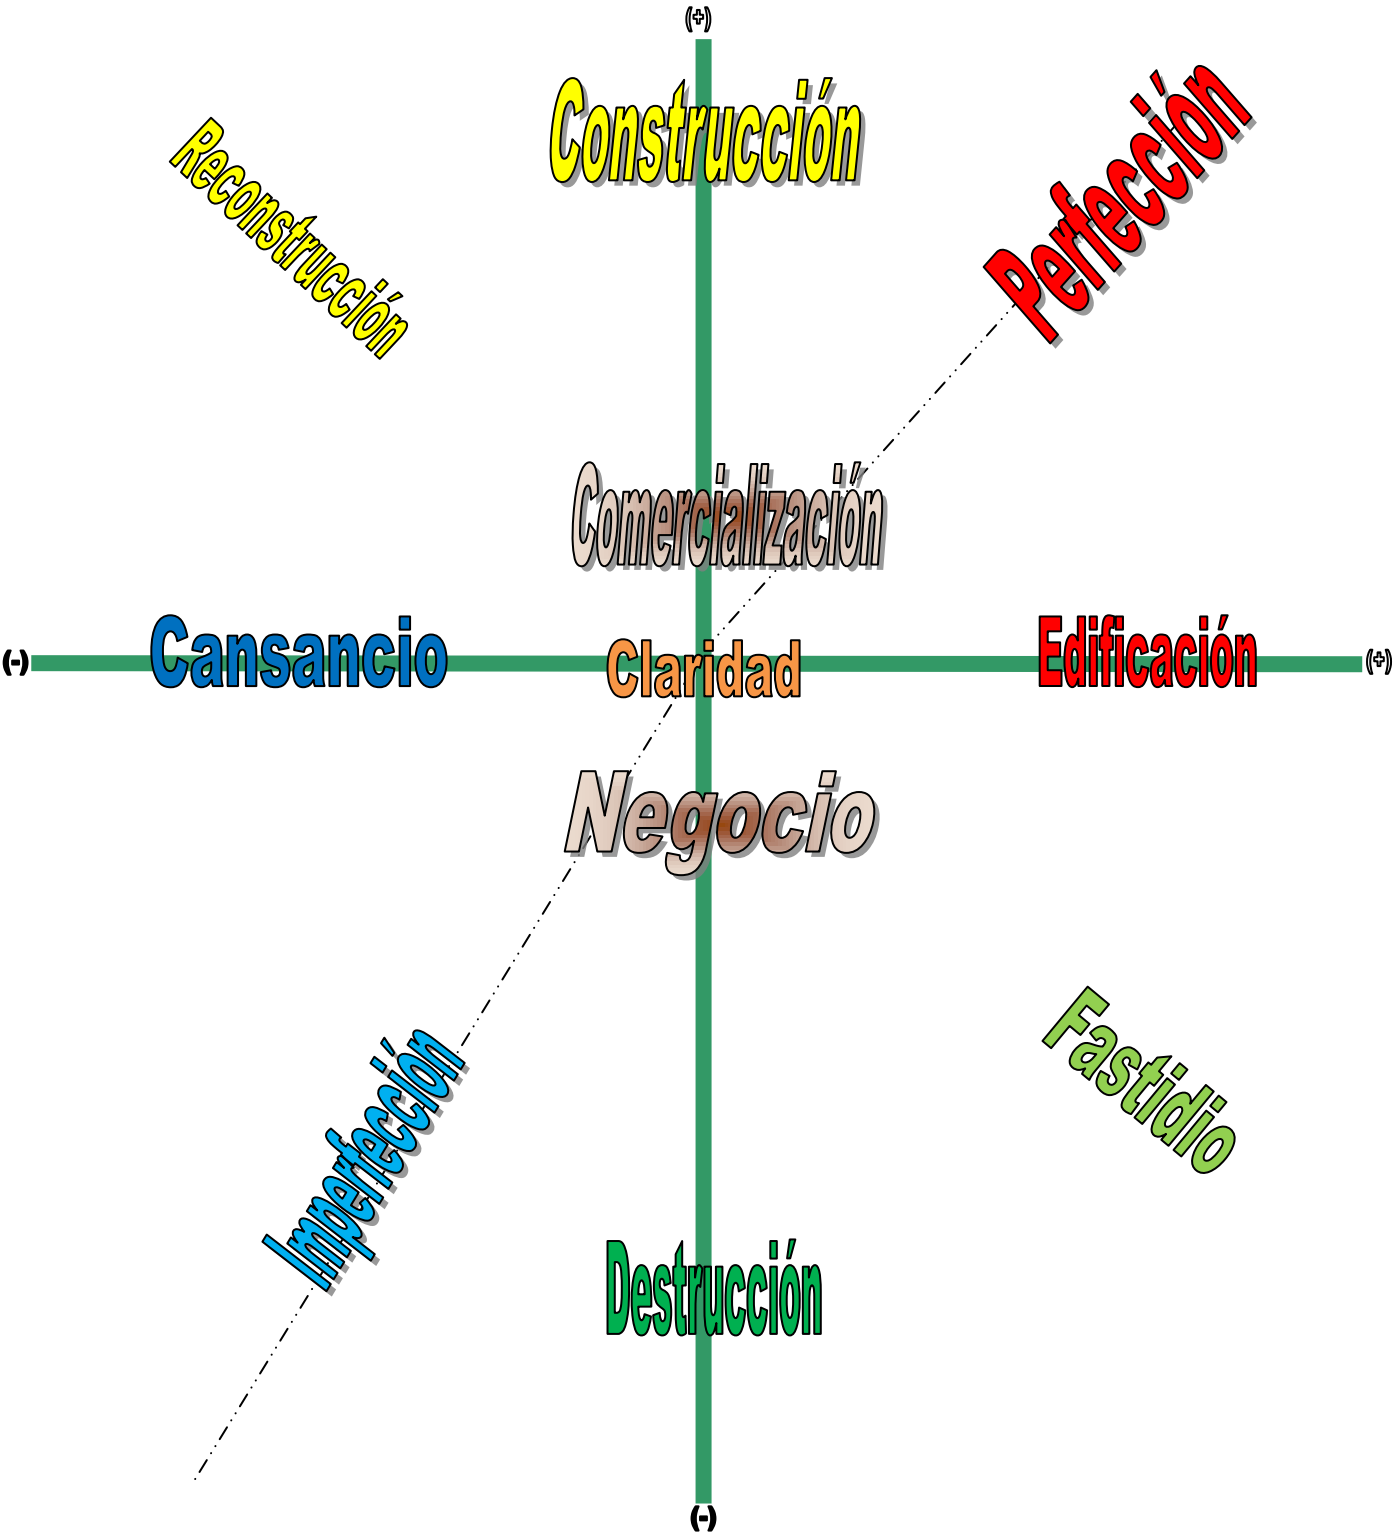 (+)
Construcción
Perfección
Reconstrucción
Comercialización
(-)
Cansancio
Claridad
Edificación
(+)
Negocio
Fastidio
Imperfección
Destrucción
(-)